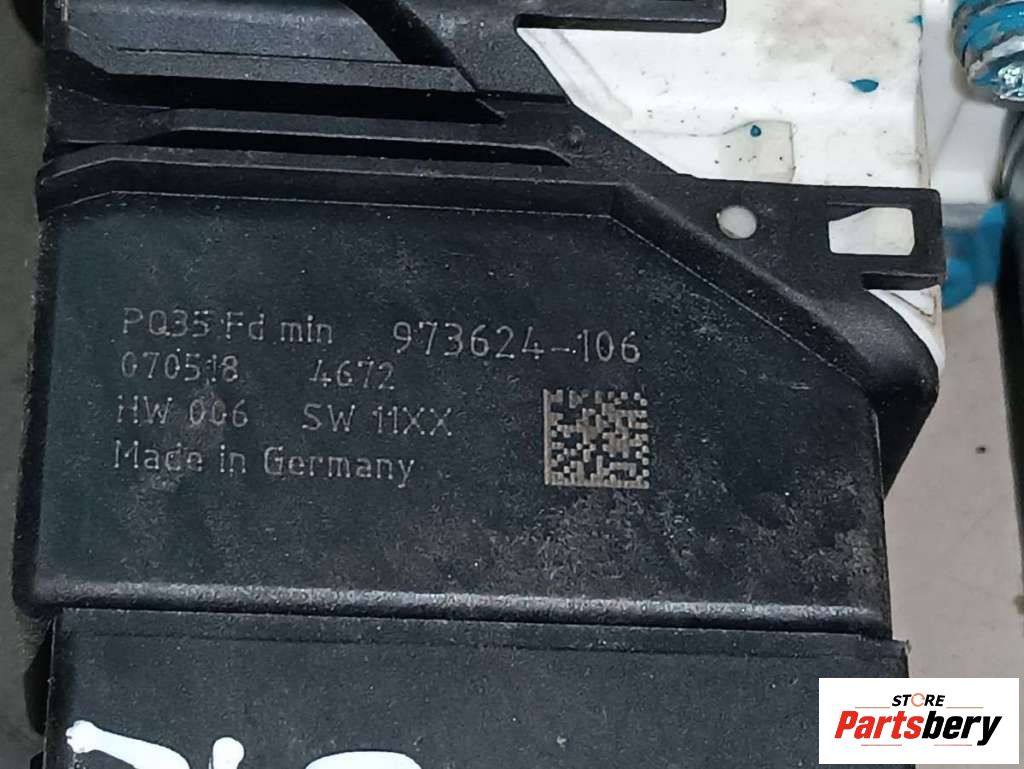 PQ35 Fd min 973624-106
070518 4672
HW 006 SW 11XX
Made in Germany
STORE
Partsbery